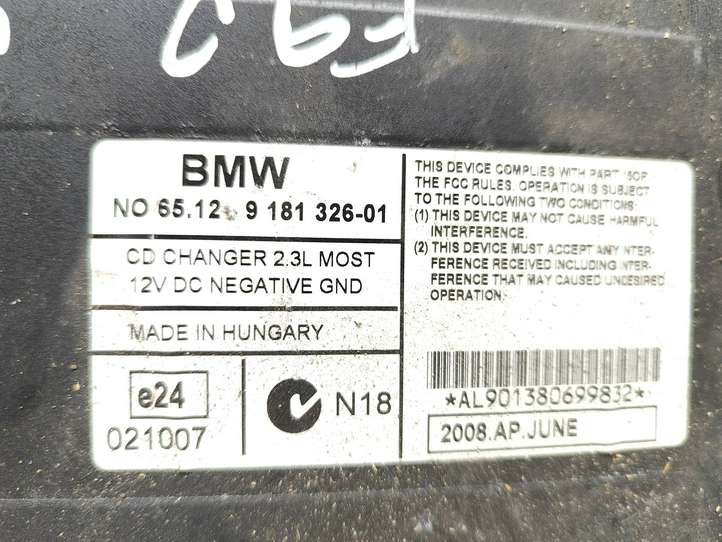 BMW
NO 65.12- 9 181 326-01
CD CHANGER 2.3L MOST
12V DC NEGATIVE GND
MADE IN HUNGARY
e24
021007
N18
THIS DEVICE COMPLIES WITH PART 15OF
THE FCC RULES, OPERATION IS SUBJECT
TO THE FOLLOWING TWO CONDITIONS:
(1) THIS DEVICE MAY NOT CAUSE HARMFUL
INTERFERENCE.
(2) THIS DEVICE MUST ACCEPT ANY INTER-
FERENCE RECEIVED INCLUDING INTER-
FERENCE THAT MAY CAUSED UNDESIRED
OPERATION.
*AL901380699832*
2008.AP.JUNE